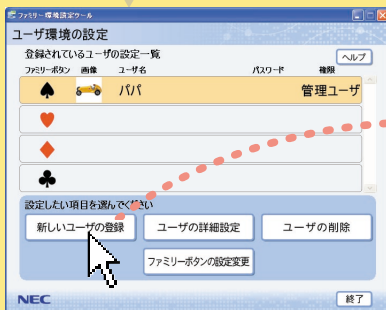 ファミリー環境設定ツール
ユーザ環境の設定
登録されているユーザの設定一覧
ヘルプ
ファミリーボタン 画像 ユーザ名 パスワード 権限
パパ 管理ユーザ
設定したい項目を選んでください
新しいユーザの登録 ユーザの詳細設定 ユーザの削除
ファミリーボタンの設定変更
NEC 終了